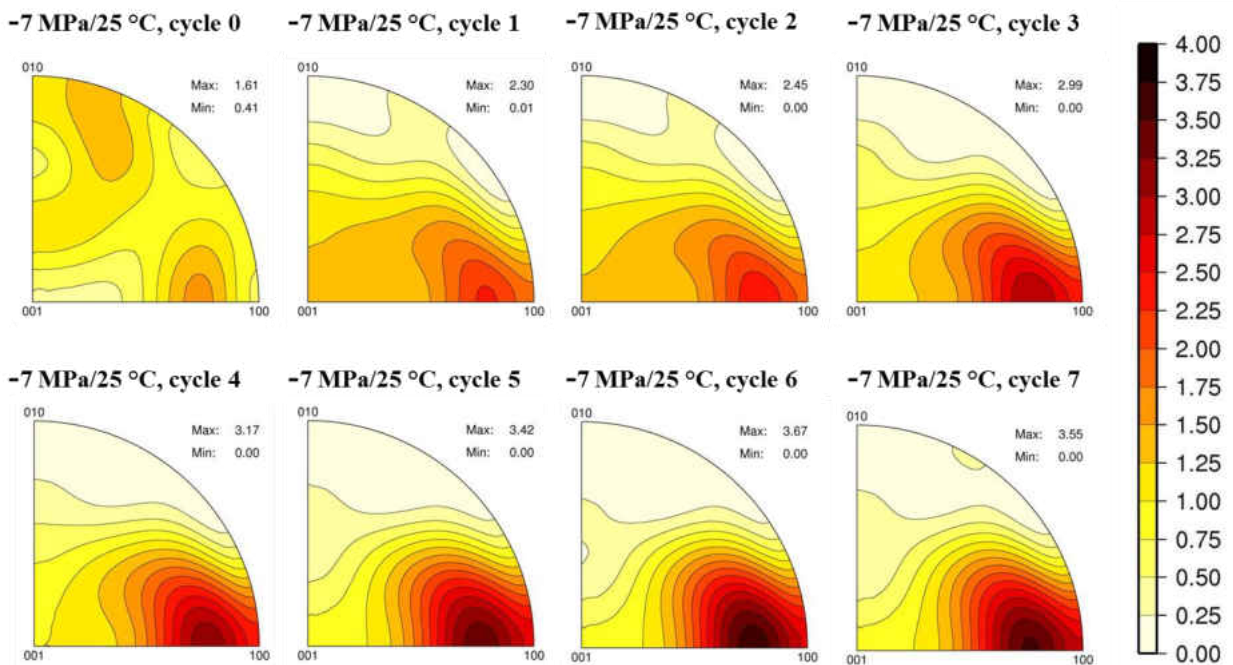 −7 MPa/25 °C, cycle 0
−7 MPa/25 °C, cycle 1
−7 MPa/25 °C, cycle 2
−7 MPa/25 °C, cycle 3
010
Max: 1.61
Min: 0.41
001
100
010
Max: 2.30
Min: 0.01
001
100
010
Max: 2.45
Min: 0.00
001
100
010
Max: 2.99
Min: 0.00
001
100
−7 MPa/25 °C, cycle 4
−7 MPa/25 °C, cycle 5
−7 MPa/25 °C, cycle 6
−7 MPa/25 °C, cycle 7
010
Max: 3.17
Min: 0.00
001
100
010
Max: 3.42
Min: 0.00
001
100
010
Max: 3.67
Min: 0.00
001
100
010
Max: 3.55
Min: 0.00
001
100
4.00
3.75
3.50
3.25
3.00
2.75
2.50
2.25
2.00
1.75
1.50
1.25
1.00
0.75
0.50
0.25
0.00